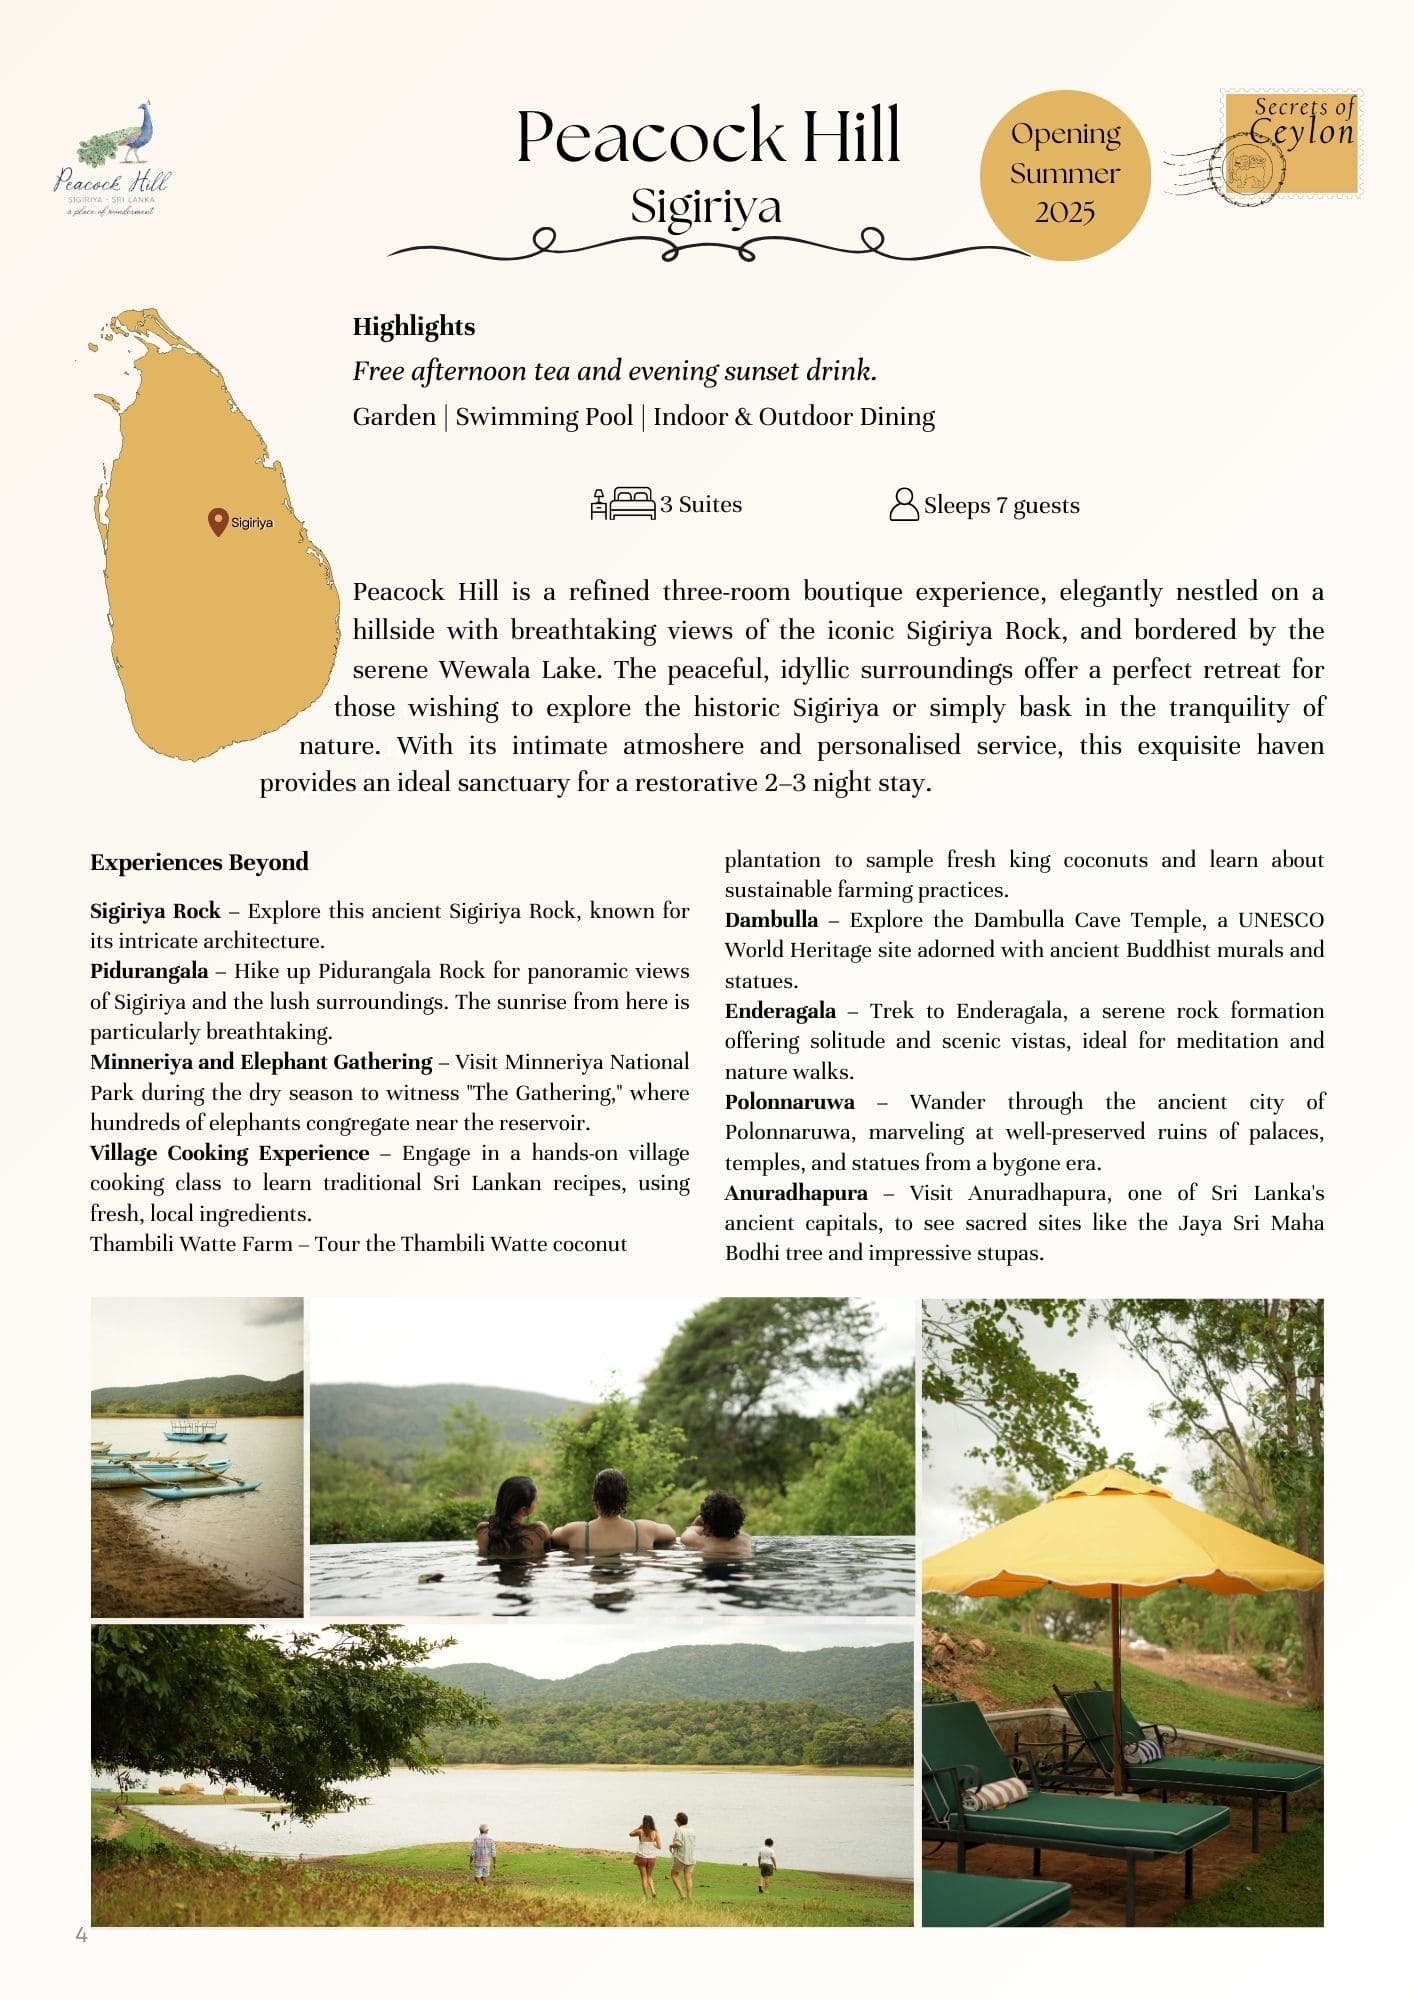 Peacock Hill
SIGIRIYA · SRI LANKA
a place of wonderment
Peacock Hill
Sigiriya
Opening
Summer
2025
Secrets of
Ceylon
Sigiriya
Highlights
Free afternoon tea and evening sunset drink.
Garden | Swimming Pool | Indoor & Outdoor Dining
3 Suites
Sleeps 7 guests
Peacock Hill is a refined three-room boutique experience, elegantly nestled on a
hillside with breathtaking views of the iconic Sigiriya Rock, and bordered by the
serene Wewala Lake. The peaceful, idyllic surroundings offer a perfect retreat for
those wishing to explore the historic Sigiriya or simply bask in the tranquility of
nature. With its intimate atmoshere and personalised service, this exquisite haven
provides an ideal sanctuary for a restorative 2–3 night stay.
Experiences Beyond
Sigiriya Rock – Explore this ancient Sigiriya Rock, known for
its intricate architecture.
Pidurangala – Hike up Pidurangala Rock for panoramic views
of Sigiriya and the lush surroundings. The sunrise from here is
particularly breathtaking.
Minneriya and Elephant Gathering – Visit Minneriya National
Park during the dry season to witness "The Gathering," where
hundreds of elephants congregate near the reservoir.
Village Cooking Experience – Engage in a hands-on village
cooking class to learn traditional Sri Lankan recipes, using
fresh, local ingredients.
Thambili Watte Farm – Tour the Thambili Watte coconut
plantation to sample fresh king coconuts and learn about
sustainable farming practices.
Dambulla – Explore the Dambulla Cave Temple, a UNESCO
World Heritage site adorned with ancient Buddhist murals and
statues.
Enderagala – Trek to Enderagala, a serene rock formation
offering solitude and scenic vistas, ideal for meditation and
nature walks.
Polonnaruwa – Wander through the ancient city of
Polonnaruwa, marveling at well-preserved ruins of palaces,
temples, and statues from a bygone era.
Anuradhapura – Visit Anuradhapura, one of Sri Lanka's
ancient capitals, to see sacred sites like the Jaya Sri Maha
Bodhi tree and impressive stupas.
4